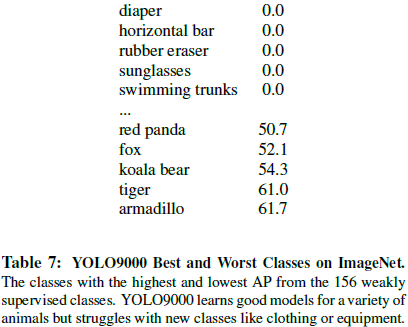 diaper 0.0
horizontal bar 0.0
rubber eraser 0.0
sunglasses 0.0
swimming trunks 0.0
...
red panda 50.7
fox 52.1
koala bear 54.3
tiger 61.0
armadillo 61.7
Table 7: YOLO9000 Best and Worst Classes on ImageNet.
The classes with the highest and lowest AP from the 156 weakly
supervised classes. YOLO9000 learns good models for a variety of
animals but struggles with new classes like clothing or equipment.